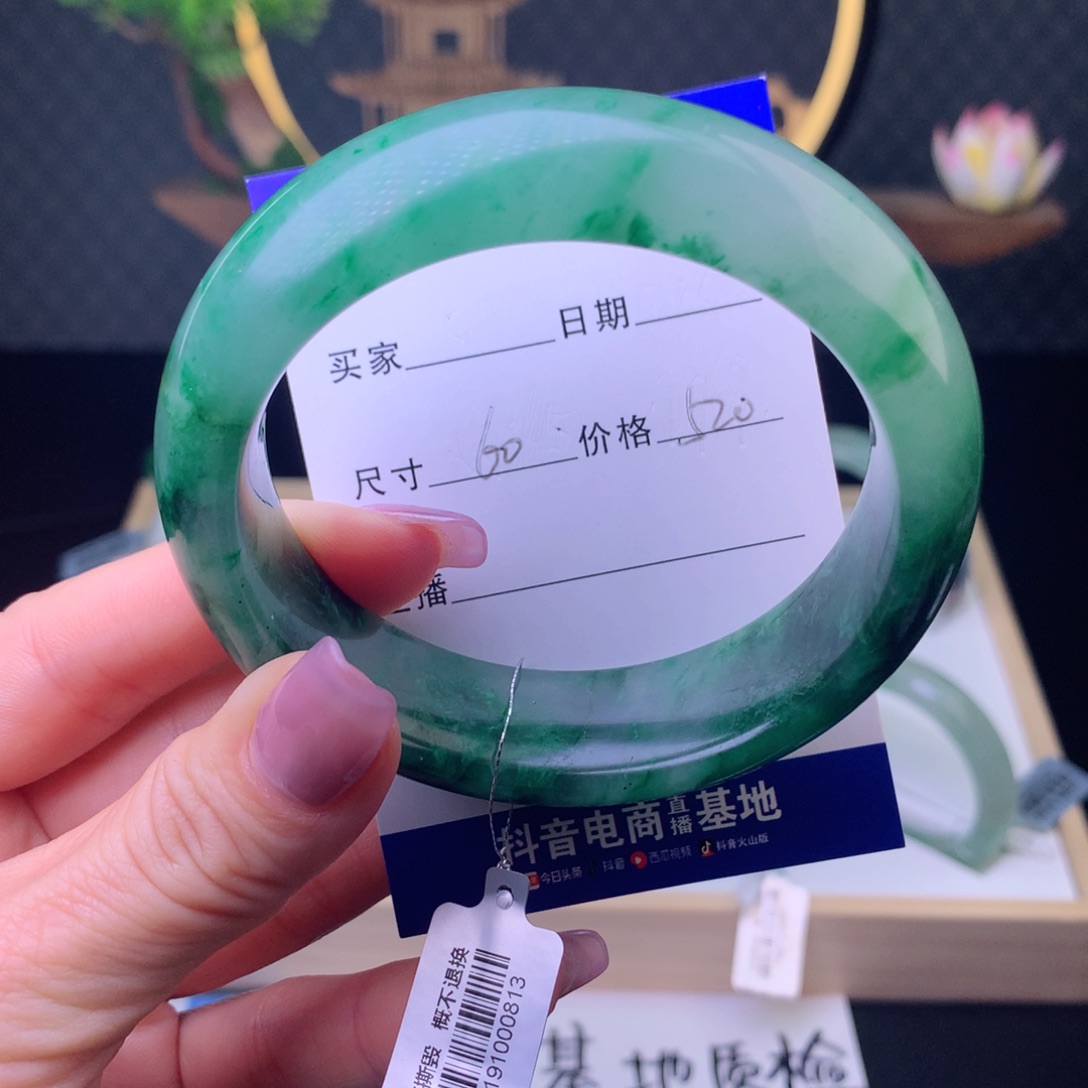 买家 日期
尺寸 60 价格 520
播
抖音电商直播基地
今日头条 抖音 西瓜视频 抖音火山版
撕毁 概不退换
191000813
基地质检